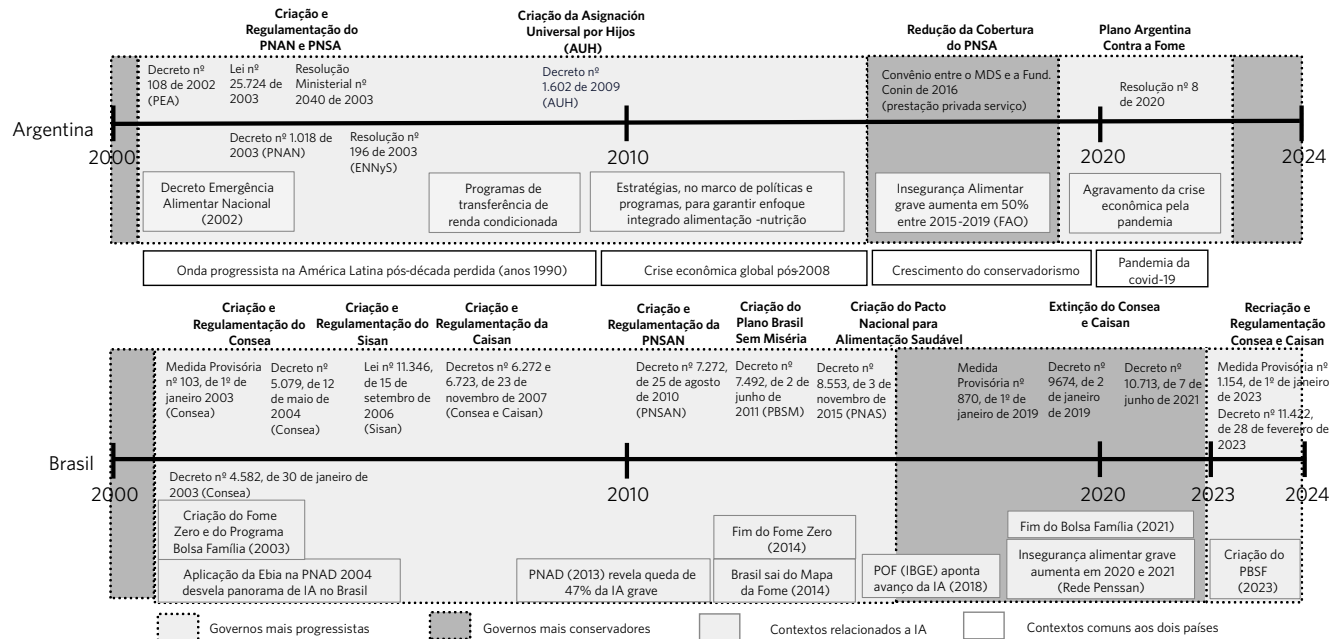 Criação e
Regulamentação do
PNAN e PNSA
Criação da Asignación
Universal por Hijos
(AUH)
Redução da Cobertura
do PNSA
Plano Argentina
Contra a Fome
Decreto nº
108 de 2002
(PEA)
Lei nº
25.724 de
2003
Resolução
Ministerial nº
2040 de 2003
Decreto nº
1.602 de 2009
(AUH)
Convênio entre o MDS e a Fund.
Conin de 2016
(prestação privada serviço)
Resolução nº 8
de 2020
Argentina
2000
2010
2020
2024
Decreto nº 1.018 de
2003 (PNAN)
Resolução nº
196 de 2003
(ENNyS)
Decreto Emergência
Alimentar Nacional
(2002)
Programas de
transferência de
renda condicionada
Estratégias, no marco de políticas e
programas, para garantir enfoque
integrado alimentação -nutrição
Insegurança Alimentar
grave aumenta em 50%
entre 2015-2019 (FAO)
Agravamento da crise
econômica pela
pandemia
Onda progressista na América Latina pós-década perdida (anos 1990)
Crise econômica global pós-2008
Crescimento do conservadorismo
Pandemia da
covid-19
Criação e
Regulamentação do
Consea
Criação e
Regulamentação do
Sisan
Criação e
Regulamentação da
Caisan
Criação e
Regulamentação da
PNSAN
Criação do
Plano Brasil
Sem Miséria
Criação do Pacto
Nacional para
Alimentação Saudável
Extinção do Consea
e Caisan
Recriação e
Regulamentação
Consea e Caisan
Medida Provisória
nº 103, de 1º de
janeiro 2003
(Consea)
Decreto nº
5.079, de 12
de maio de
2004
(Consea)
Lei nº 11.346,
de 15 de
setembro de
2006
(Sisan)
Decretos nº 6.272 e
6.723, de 23 de
novembro de 2007
(Consea e Caisan)
Decreto nº 7.272,
de 25 de agosto
de 2010
(PNSAN)
Decreto nº
7.492, de 2 de
junho de
2011 (PBSM)
Decreto nº
8.553, de 3 de
novembro de
2015 (PNAS)
Medida
Provisória nº
870, de 1º de
janeiro de 2019
Decreto nº
9674, de 2
de janeiro
de 2019
Decreto nº
10.713, de 7 de
junho de 2021
Medida Provisória nº
1.154, de 1º de janeiro
de 2023
Decreto nº 11.422,
de 28 de fevereiro de
2023
Brasil
2000
2010
2020
2023
2024
Decreto nº 4.582, de 30 de janeiro de
2003 (Consea)
Criação do Fome
Zero e do Programa
Bolsa Família (2003)
Aplicação da Ebia na PNAD 2004
desvela panorama de IA no Brasil
PNAD (2013) revela queda de
47% da IA grave
Fim do Fome Zero
(2014)
Brasil sai do Mapa
da Fome (2014)
POF (IBGE) aponta
avanço da IA (2018)
Fim do Bolsa Família (2021)
Insegurança alimentar grave
aumenta em 2020 e 2021
(Rede Penssan)
Criação do
PBSF
(2023)
Governos mais progressistas
Governos mais conservadores
Contextos relacionados a IA
Contextos comuns aos dois países